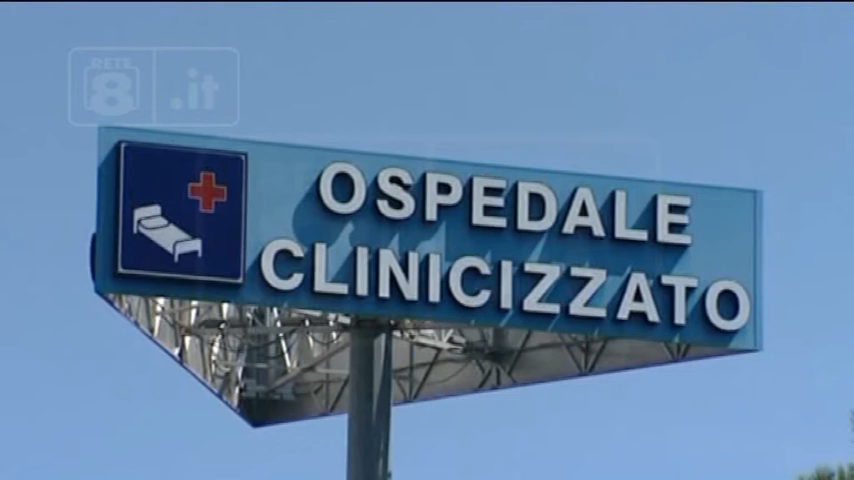 RETE
8 .it
OSPEDALE
CLINICIZZATO